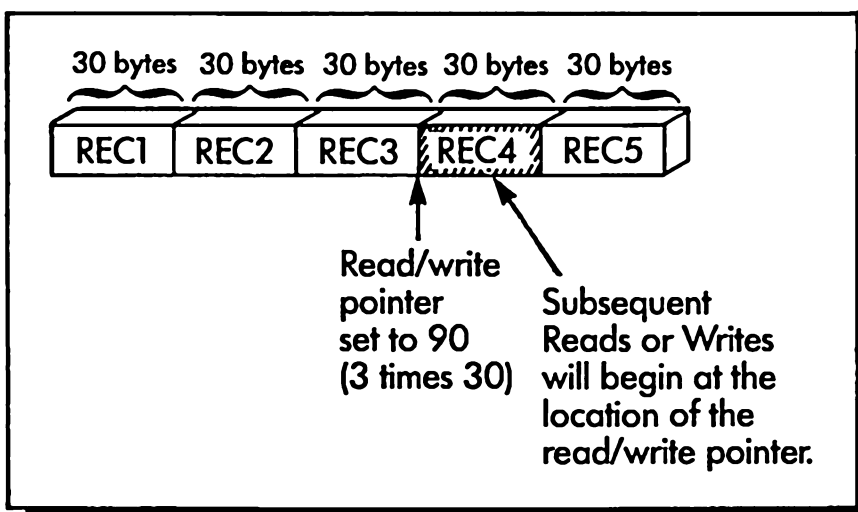 30 bytes 30 bytes 30 bytes 30 bytes 30 bytes
REC1 REC2 REC3 REC4 REC5
Read/write
pointer
set to 90
(3 times 30)
Subsequent
Reads or Writes
will begin at the
location of the
read/write pointer.